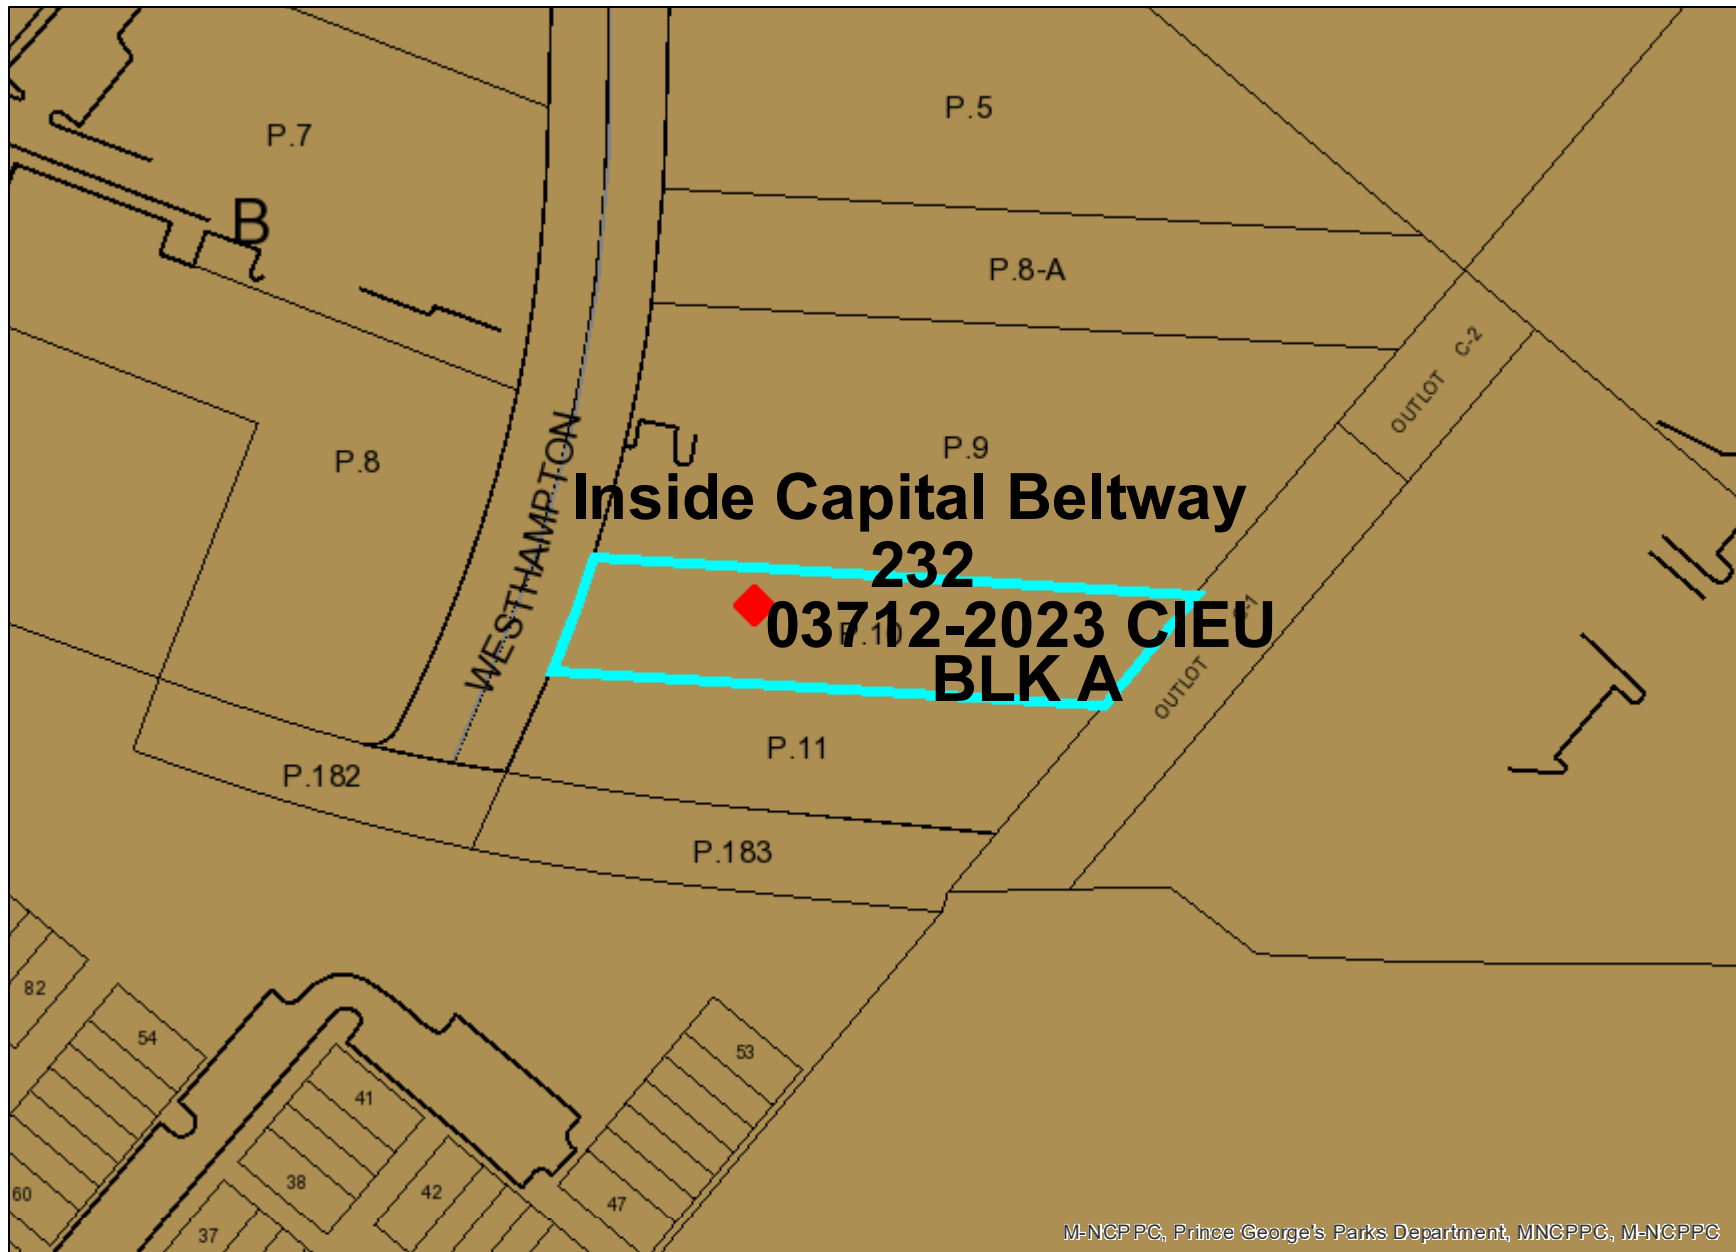 P.5
P.7
B
P.8-A
OUTLOT C-2
P.8
P.9
WESTHAMPTON
Inside Capital Beltway
232
03712-2023 CIEU
P.10
BLK A
OUTLOT
P.11
P.182
P.183
82
54
53
41
38
42
47
60
37
M-NCPPC, Prince George's Parks Department, MNCPPC, M-NCPPC